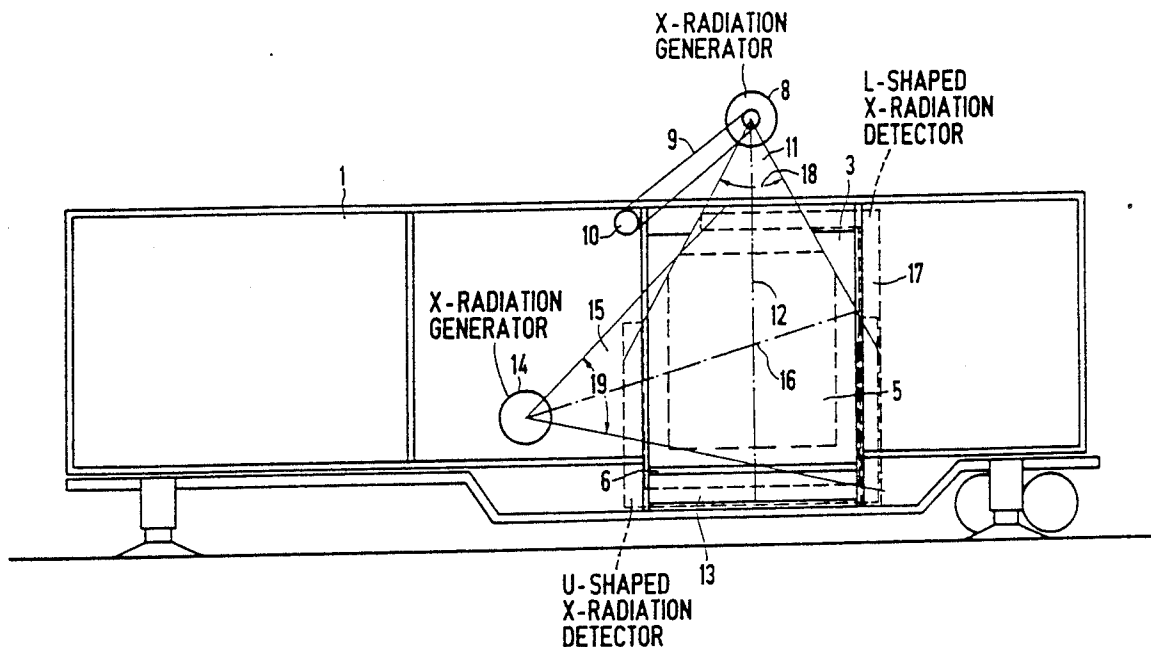 X-RADIATION
GENERATOR
8
L-SHAPED
X-RADIATION
DETECTOR
9
11
18
3
1
10
17
X-RADIATION
GENERATOR
15
12
14
16
19
5
6
13
U-SHAPED
X-RADIATION
DETECTOR